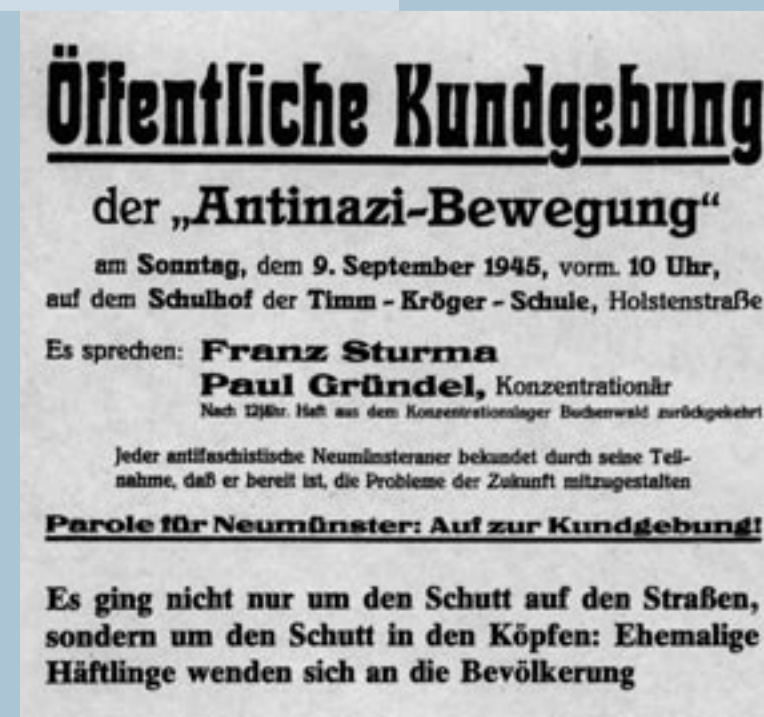 Öffentliche Kundgebung
der „Antinazi-Bewegung“
am Sonntag, dem 9. September 1945, vorm. 10 Uhr,
auf dem Schulhof der Timm - Kröger - Schule, Holstenstraße
Es sprechen: Franz Sturma
Paul Gründel, Konzentrationär
Nach 12jähr. Haft aus dem Konzentrationslager Buchenwald zurückgekehrt
Jeder antifaschistische Neumünsteraner bekundet durch seine Teil-
nahme, daß er bereit ist, die Probleme der Zukunft mitzugestalten
Parole für Neumünster: Auf zur Kundgebung!
Es ging nicht nur um den Schutt auf den Straßen,
sondern um den Schutt in den Köpfen: Ehemalige
Häftlinge wenden sich an die Bevölkerung